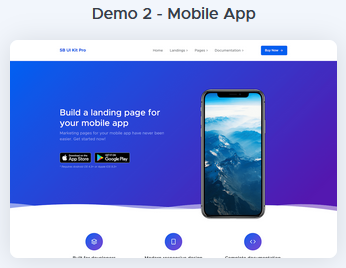 Demo 2 - Mobile App
SB UI Kit Pro
Home Landings Pages Documentation Buy Now
Build a landing page for
your mobile app
Marketing pages for your mobile app have never been
easier. Get started now!
App Store Google Play
Built for developers Modern responsive design Complete documentation